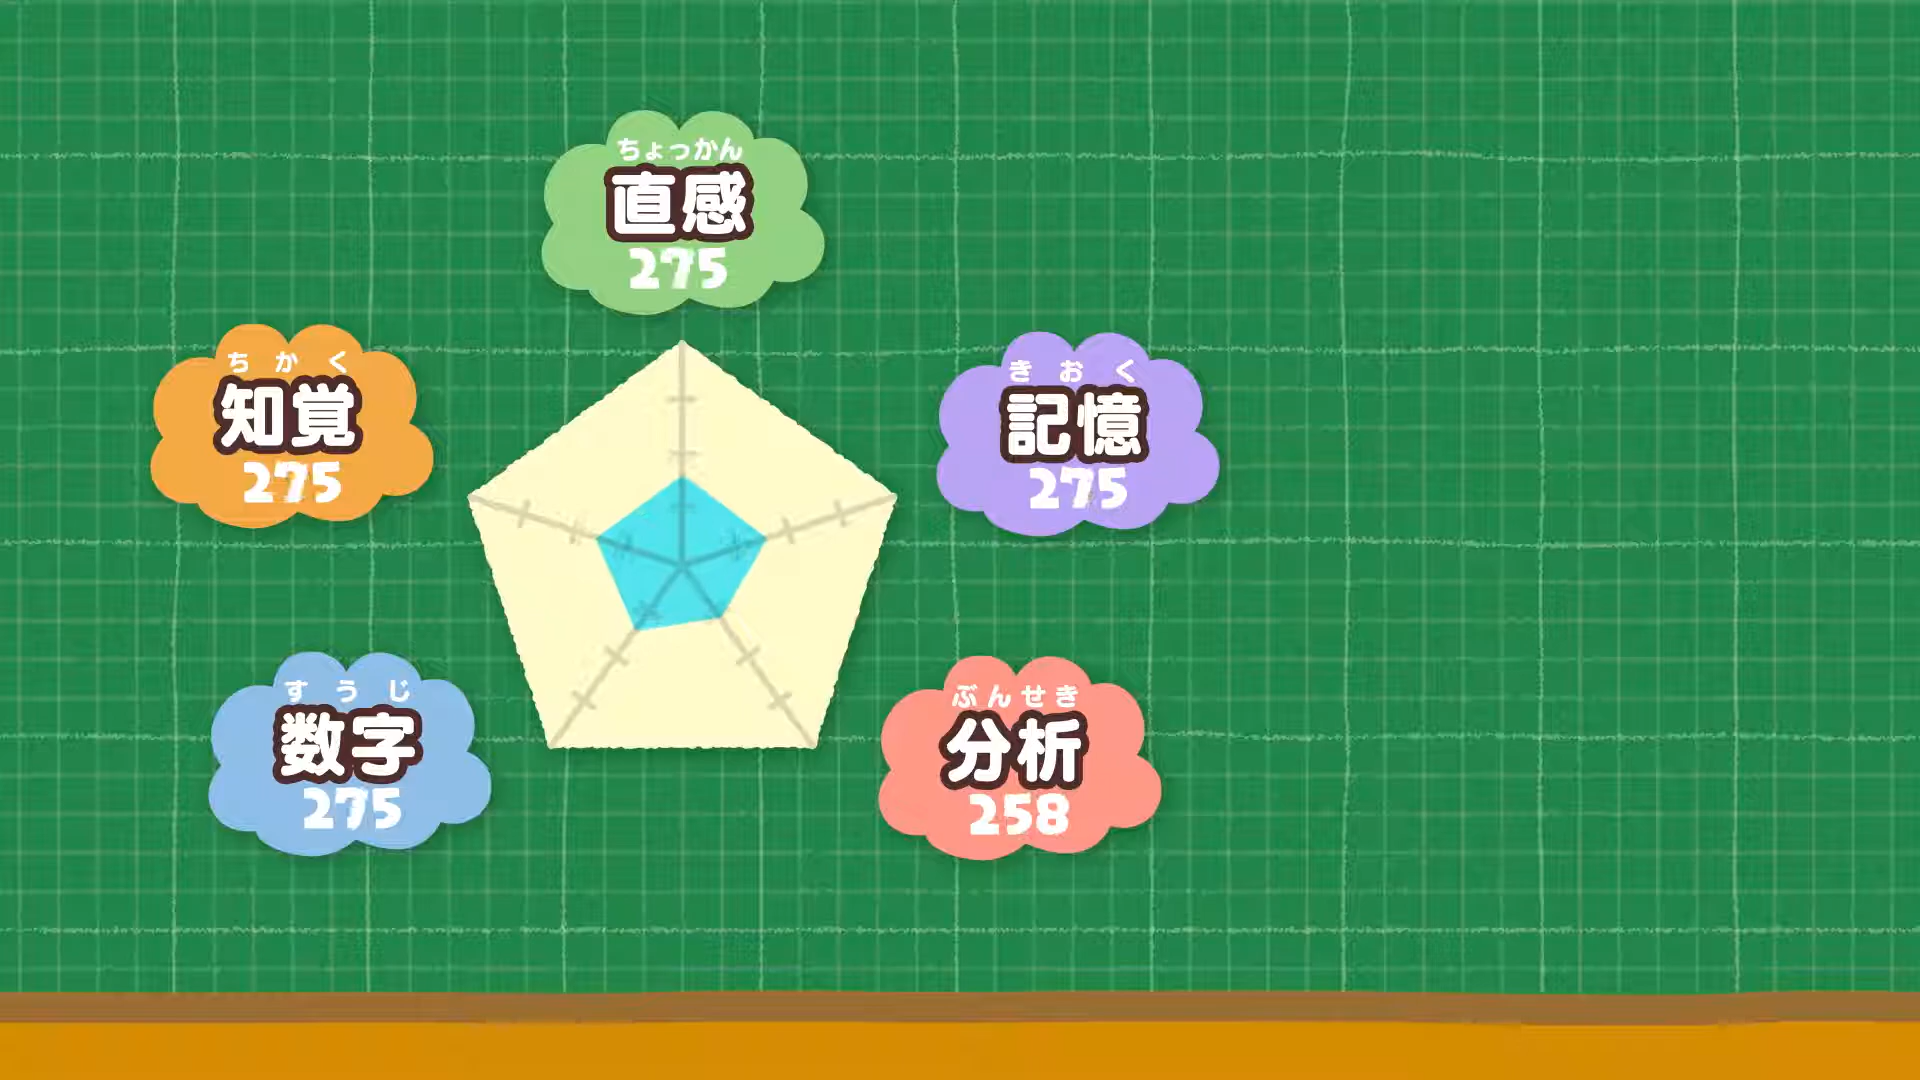 ちょっかん
直感
275
ちかく
知覚
275
きおく
記憶
275
すうじ
数字
275
ぶんせき
分析
258